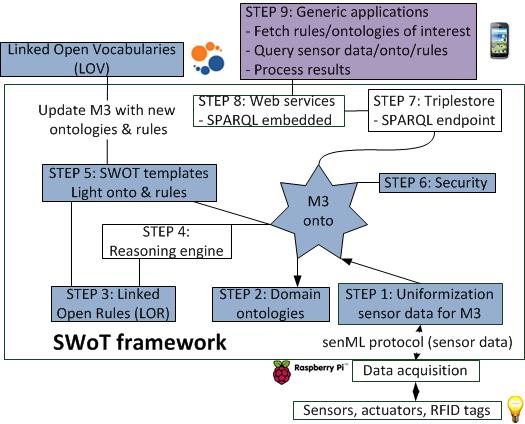 STEP 9: Generic applications
- Fetch rules/ontologies of interest
- Query sensor data/onto/rules
- Process results
Linked Open Vocabularies
(LOV)
STEP 8: Web services
- SPARQL embedded
STEP 7: Triplestore
- SPARQL endpoint
Update M3 with new
ontologies & rules
STEP 5: SWOT templates
Light onto & rules
STEP 6: Security
M3
onto
STEP 4:
Reasoning engine
STEP 3: Linked
Open Rules (LOR)
STEP 2: Domain
ontologies
STEP 1: Uniformization
sensor data for M3
SWoT framework
senML protocol (sensor data)
Raspberry Pi™
Data acquisition
Sensors, actuators, RFID tags